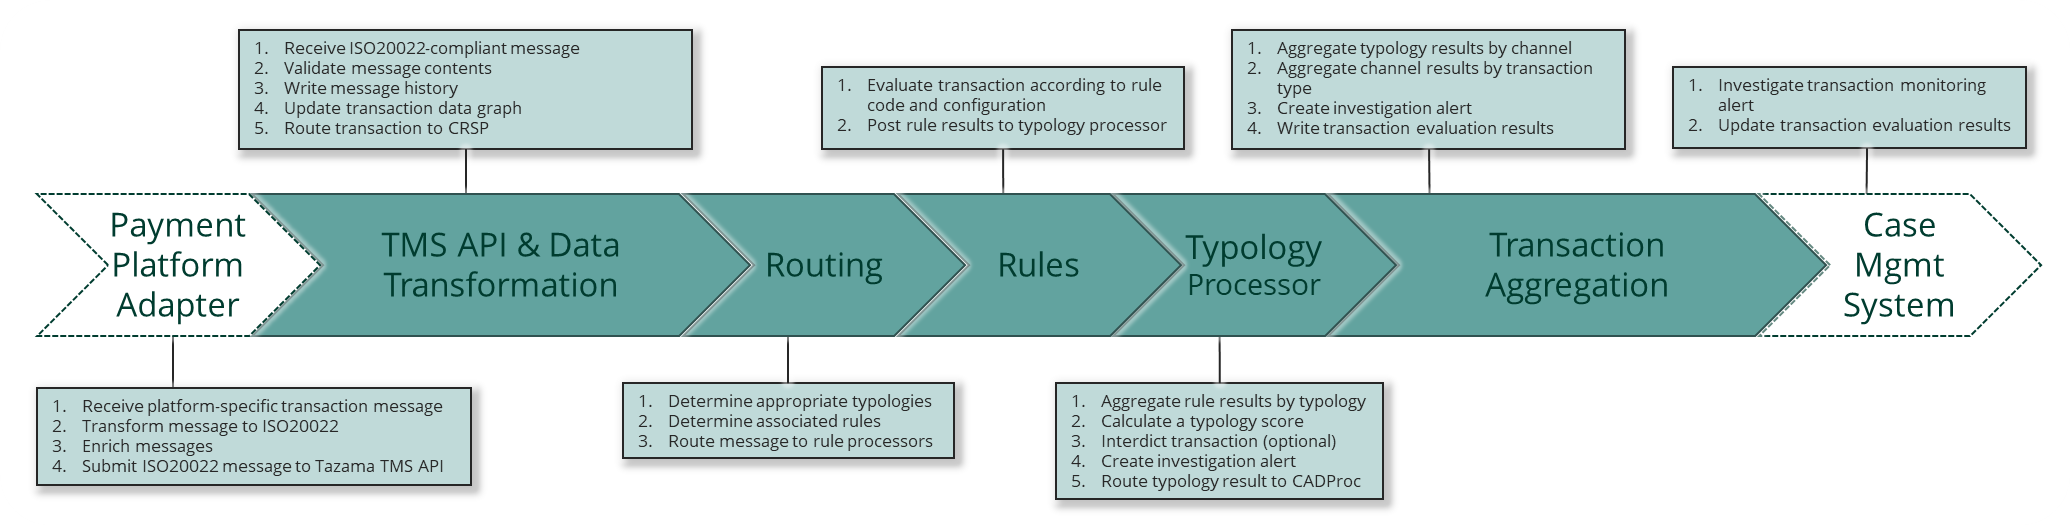 1. Receive ISO20022-compliant message
2. Validate message contents
3. Write message history
4. Update transaction data graph
5. Route transaction to CRSP
1. Evaluate transaction according to rule
code and configuration
2. Post rule results to typology processor
1. Aggregate typology results by channel
2. Aggregate channel results by transaction
type
3. Create investigation alert
4. Write transaction evaluation results
1. Investigate transaction monitoring
alert
2. Update transaction evaluation results
Payment
Platform
Adapter
TMS API & Data
Transformation
Routing
Rules
Typology
Processor
Transaction
Aggregation
Case
Mgmt
System
1. Receive platform-specific transaction message
2. Transform message to ISO20022
3. Enrich messages
4. Submit ISO20022 message to Tazama TMS API
1. Determine appropriate typologies
2. Determine associated rules
3. Route message to rule processors
1. Aggregate rule results by typology
2. Calculate a typology score
3. Interdict transaction (optional)
4. Create investigation alert
5. Route typology result to CADProc